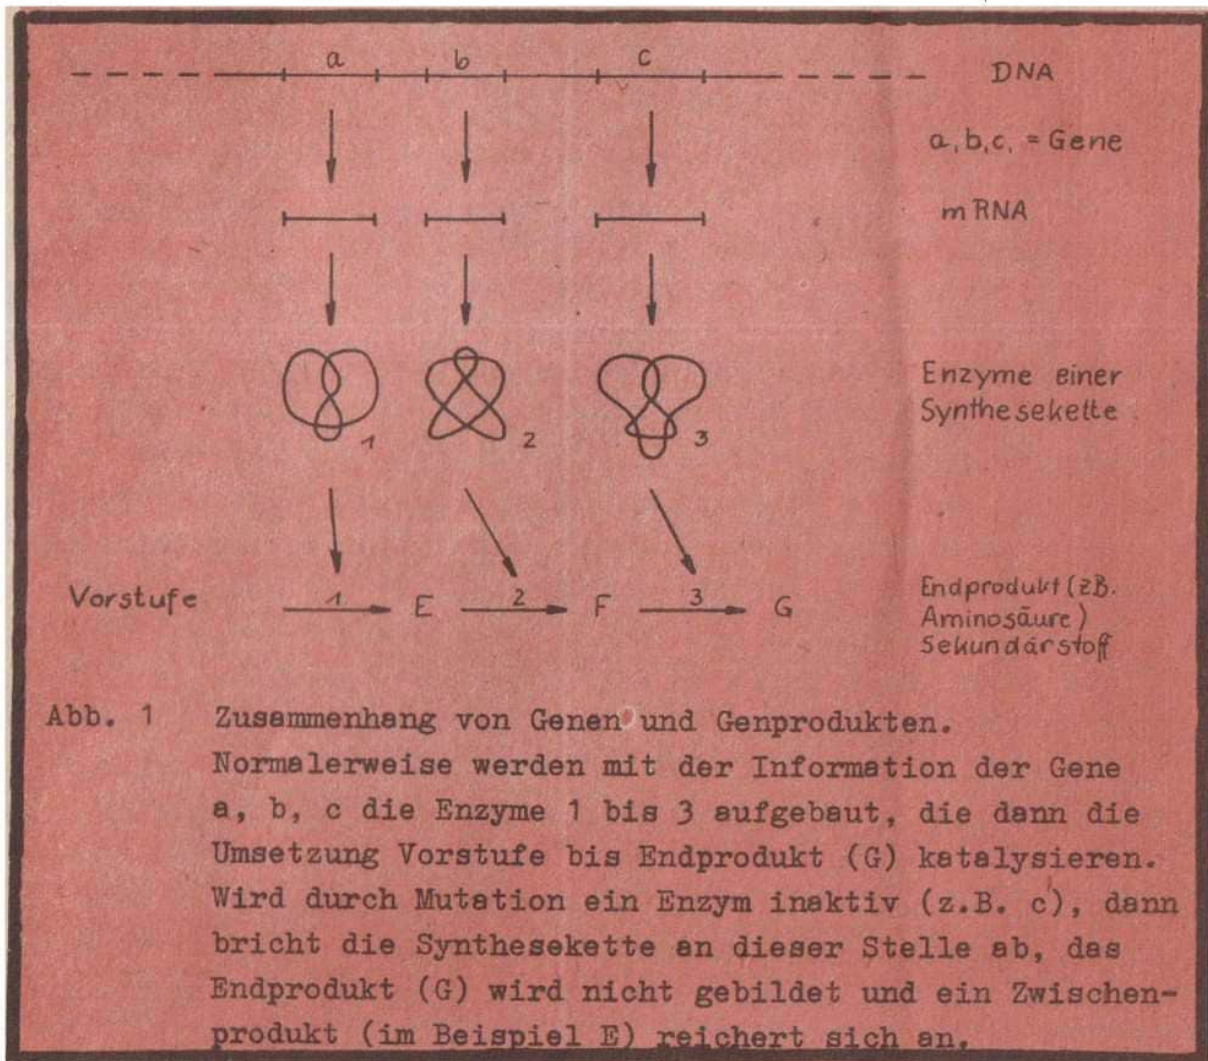 a b c DNA
a,b,c, = Gene
mRNA
1 2 3
Enzyme einer
Synthesekette
Vorstufe 1 E 2 F 3 G
Endprodukt (zB.
Aminosäure)
Sekundärstoff
Abb. 1 Zusammenhang von Genen und Genprodukten.
Normalerweise werden mit der Information der Gene
a, b, c die Enzyme 1 bis 3 aufgebaut, die dann die
Umsetzung Vorstufe bis Endprodukt (G) katalysieren.
Wird durch Mutation ein Enzym inaktiv (z.B. c), dann
bricht die Synthesekette an dieser Stelle ab, das
Endprodukt (G) wird nicht gebildet und ein Zwischen-
produkt (im Beispiel E) reichert sich an.